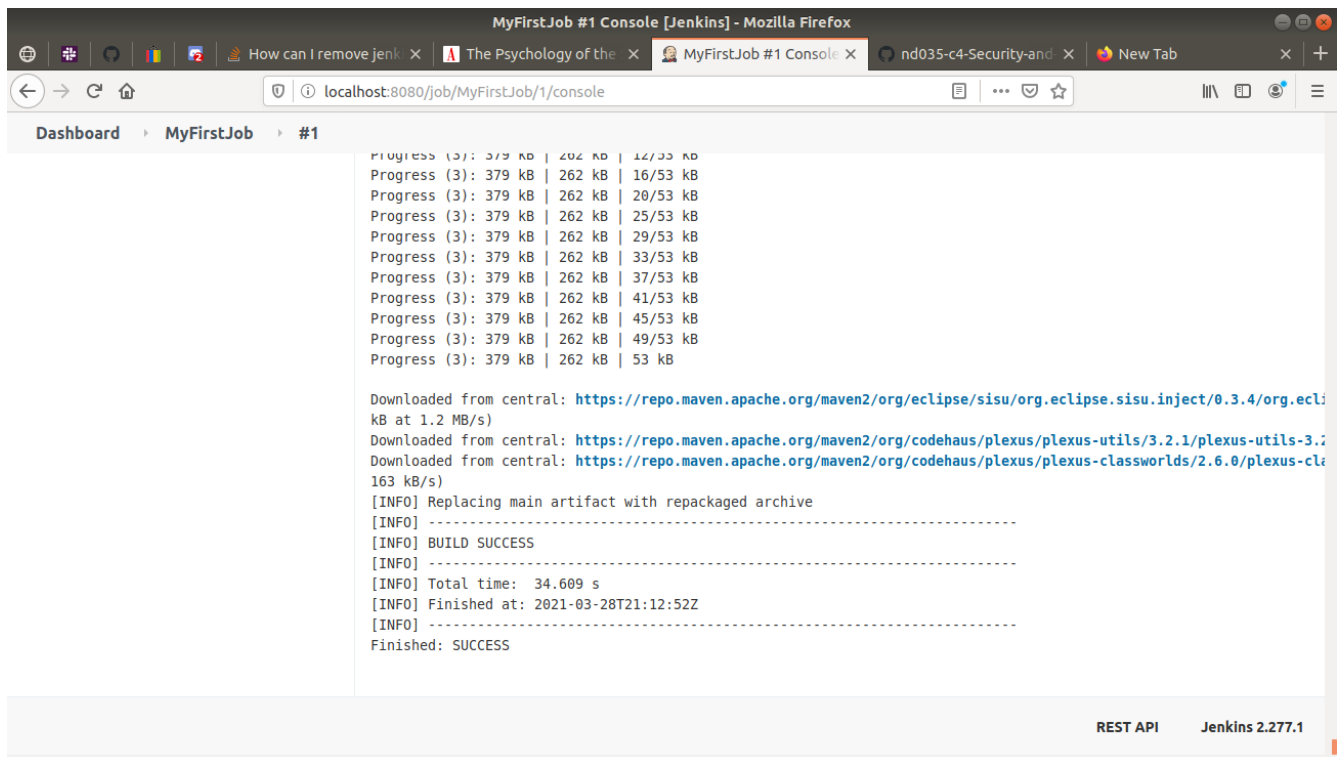 MyFirstJob #1 Console [Jenkins] - Mozilla Firefox
How can I remove jenk
The Psychology of the
MyFirstJob #1 Console
nd035-c4-Security-and-
New Tab
localhost:8080/job/MyFirstJob/1/console
Dashboard MyFirstJob #1
Progress (3): 379 kB | 262 kB | 12/53 kB
Progress (3): 379 kB | 262 kB | 16/53 kB
Progress (3): 379 kB | 262 kB | 20/53 kB
Progress (3): 379 kB | 262 kB | 25/53 kB
Progress (3): 379 kB | 262 kB | 29/53 kB
Progress (3): 379 kB | 262 kB | 33/53 kB
Progress (3): 379 kB | 262 kB | 37/53 kB
Progress (3): 379 kB | 262 kB | 41/53 kB
Progress (3): 379 kB | 262 kB | 45/53 kB
Progress (3): 379 kB | 262 kB | 49/53 kB
Progress (3): 379 kB | 262 kB | 53 kB
Downloaded from central: https://repo.maven.apache.org/maven2/org/eclipse/sisu/org.eclipse.sisu.inject/0.3.4/org.ecli
kB at 1.2 MB/s)
Downloaded from central: https://repo.maven.apache.org/maven2/org/codehaus/plexus/plexus-utils/3.2.1/plexus-utils-3.2
Downloaded from central: https://repo.maven.apache.org/maven2/org/codehaus/plexus/plexus-classworlds/2.6.0/plexus-cla
163 kB/s)
[INFO] Replacing main artifact with repackaged archive
[INFO] ------------------------------------------------------------------------
[INFO] BUILD SUCCESS
[INFO] ------------------------------------------------------------------------
[INFO] Total time:  34.609 s
[INFO] Finished at: 2021-03-28T21:12:52Z
[INFO] ------------------------------------------------------------------------
Finished: SUCCESS
REST API Jenkins 2.277.1